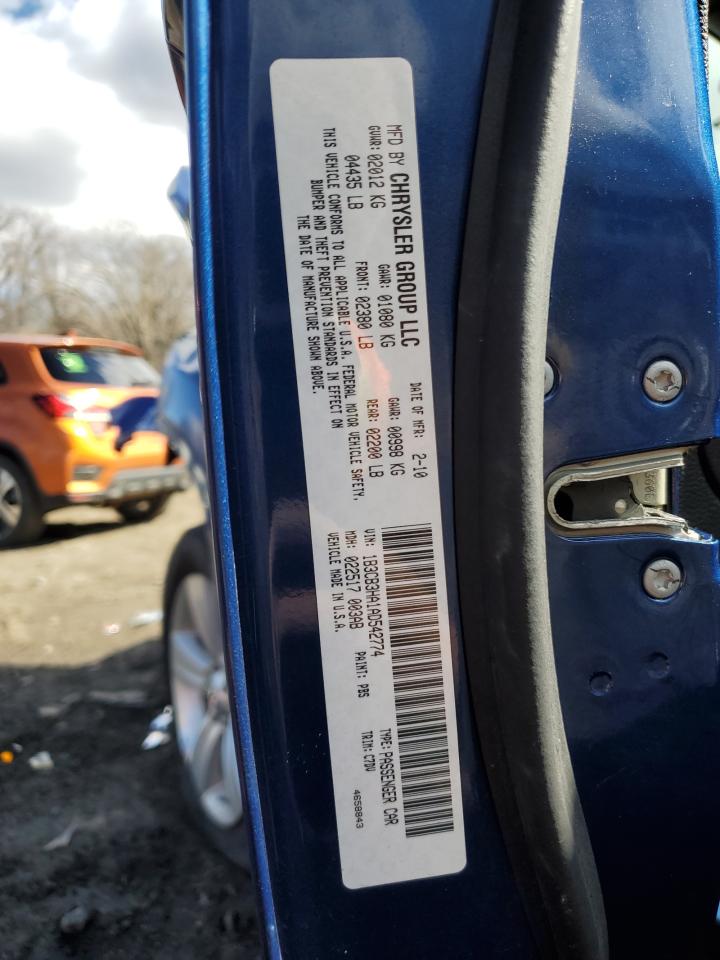 MFD BY CHRYSLER GROUP LLC DATE OF MFR: 2-10
GVWR: 02012 KG GAWR: 01080 KG GAWR: 00998 KG
04435 LB FRONT: 02380 LB REAR: 02200 LB
THIS VEHICLE CONFORMS TO ALL APPLICABLE U.S.A. FEDERAL MOTOR VEHICLE SAFETY,
BUMPER AND THEFT PREVENTION STANDARDS IN EFFECT ON
THE DATE OF MANUFACTURE SHOWN ABOVE.
VIN: 1B3CB3HA1AD542774 TYPE: PASSENGER CAR
MDH: 022517 003AB PAINT: PBS TRIM: C7DV
VEHICLE MADE IN U.S.A. 4658843